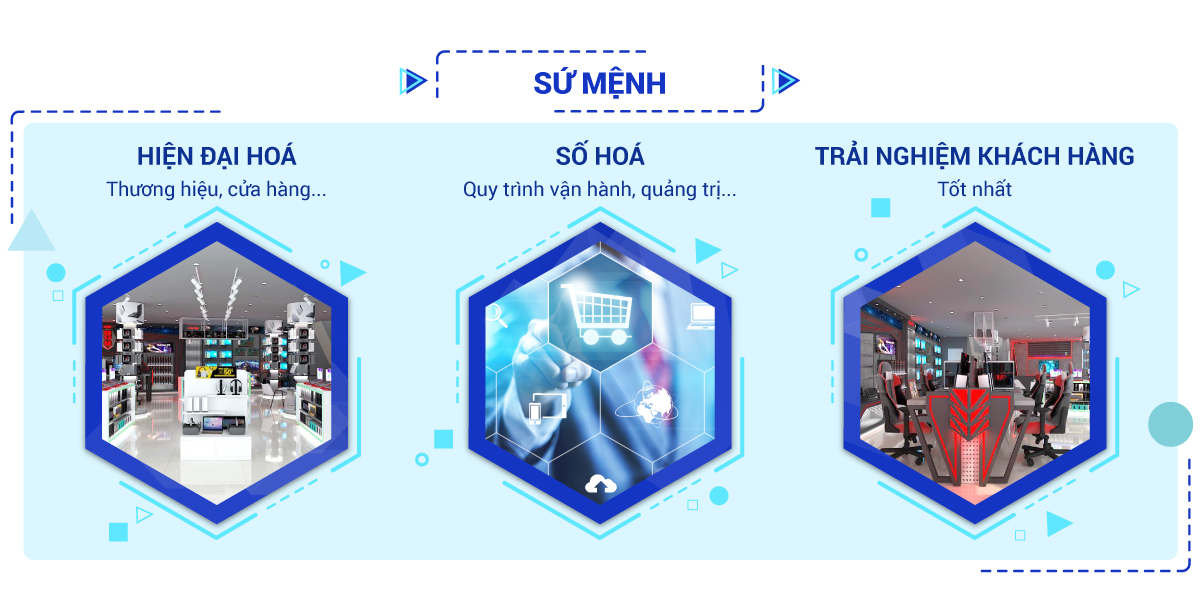 SỨ MỆNH
HIỆN ĐẠI HOÁ
Thương hiệu, cửa hàng...
SỐ HOÁ
Quy trình vận hành, quảng trị...
TRẢI NGHIỆM KHÁCH HÀNG
Tốt nhất